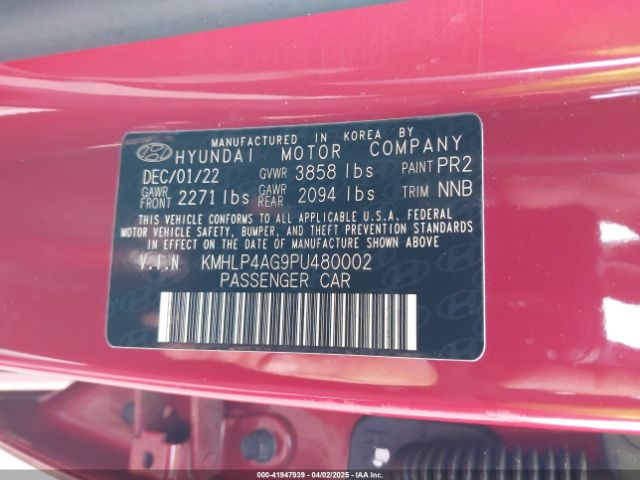 MANUFACTURED IN KOREA BY
HYUNDAI MOTOR COMPANY
DEC/01/22 GVWR 3858 lbs PAINT PR2
GAWR FRONT 2271 lbs GAWR REAR 2094 lbs TRIM NNB
THIS VEHICLE CONFORMS TO ALL APPLICABLE U.S.A. FEDERAL
MOTOR VEHICLE SAFETY, BUMPER, AND THEFT PREVENTION STANDARDS
IN EFFECT ON THE DATE OF MANUFACTURE SHOWN ABOVE
V.I.N KMHLP4AG9PU480002
PASSENGER CAR
000-41947939 | 04/02/2025 - IAAI.COM